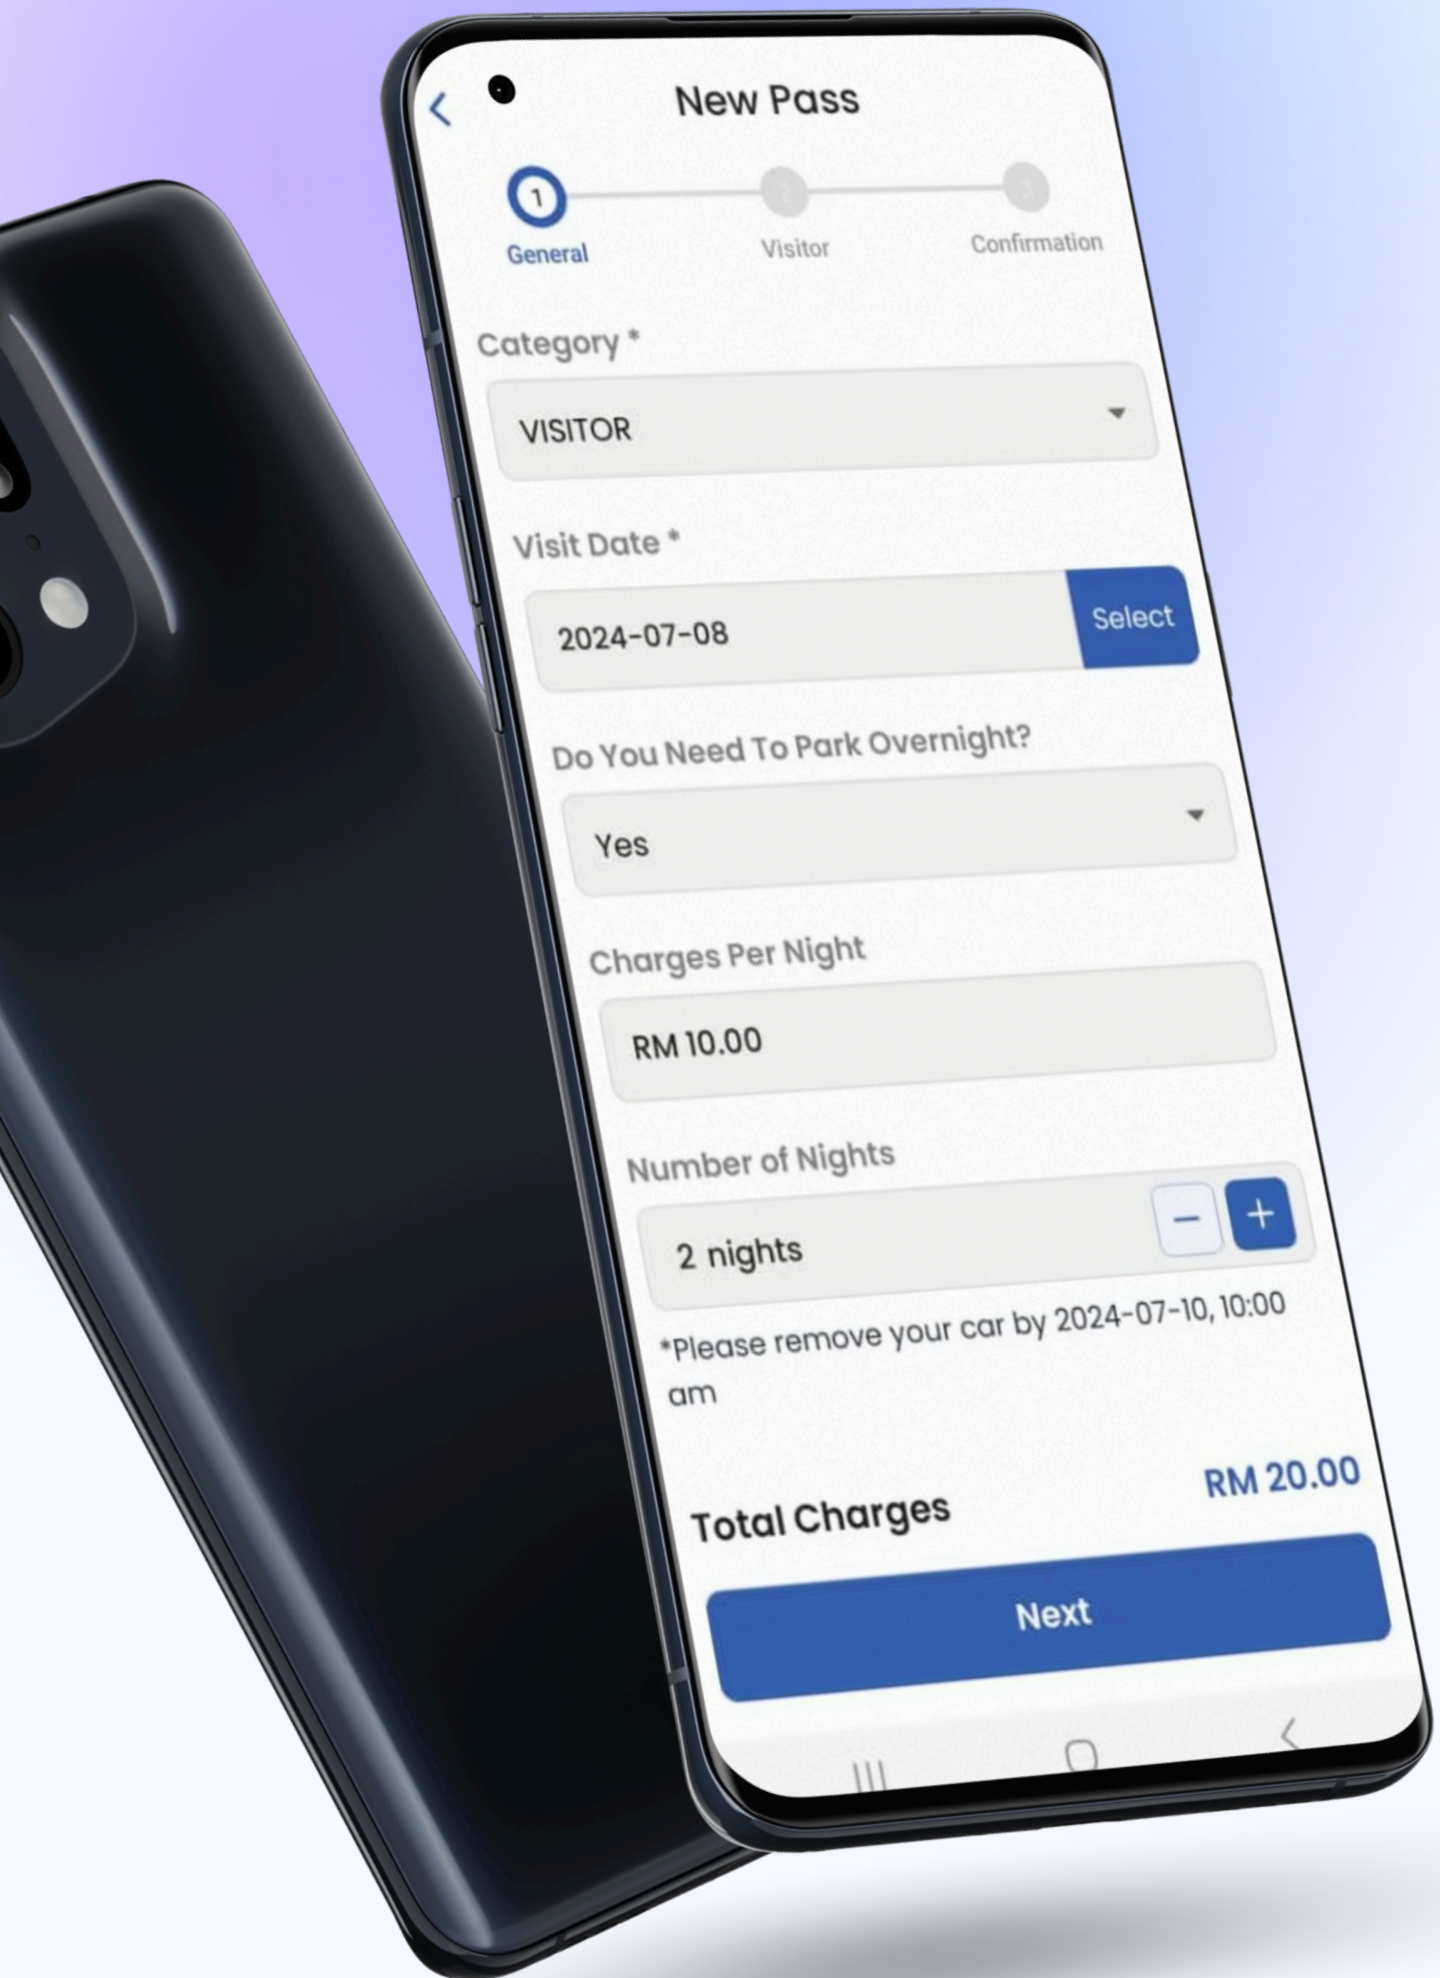 New Pass
1
2
3
General
Visitor
Confirmation
Category *
VISITOR
Visit Date *
2024-07-08
Select
Do You Need To Park Overnight?
Yes
Charges Per Night
RM 10.00
Number of Nights
2 nights
−
+
*Please remove your car by 2024-07-10, 10:00
am
Total Charges
RM 20.00
Next